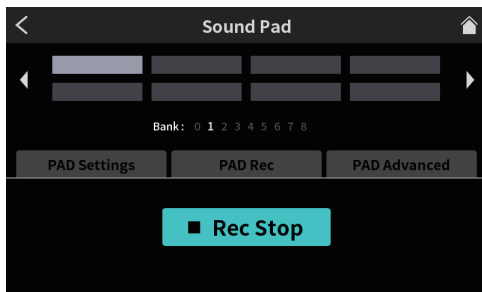 Sound Pad
Bank: 0 1 2 3 4 5 6 7 8
PAD Settings PAD Rec PAD Advanced
Rec Stop